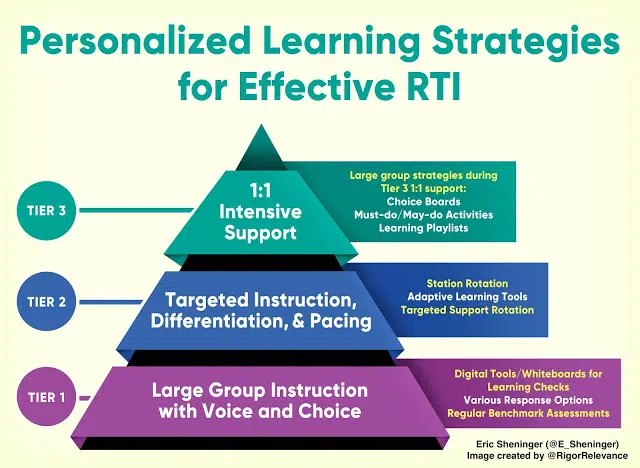 Personalized Learning Strategies
for Effective RTI
TIER 3
1:1
Intensive
Support
Large group strategies during
Tier 3 1:1 support:
Choice Boards
Must-do/May-do Activities
Learning Playlists
TIER 2
Targeted Instruction,
Differentiation, & Pacing
Station Rotation
Adaptive Learning Tools
Targeted Support Rotation
TIER 1
Large Group Instruction
with Voice and Choice
Digital Tools/Whiteboards for
Learning Checks
Various Response Options
Regular Benchmark Assessments
Eric Sheninger (@E_Sheninger)
Image created by @RigorRelevance